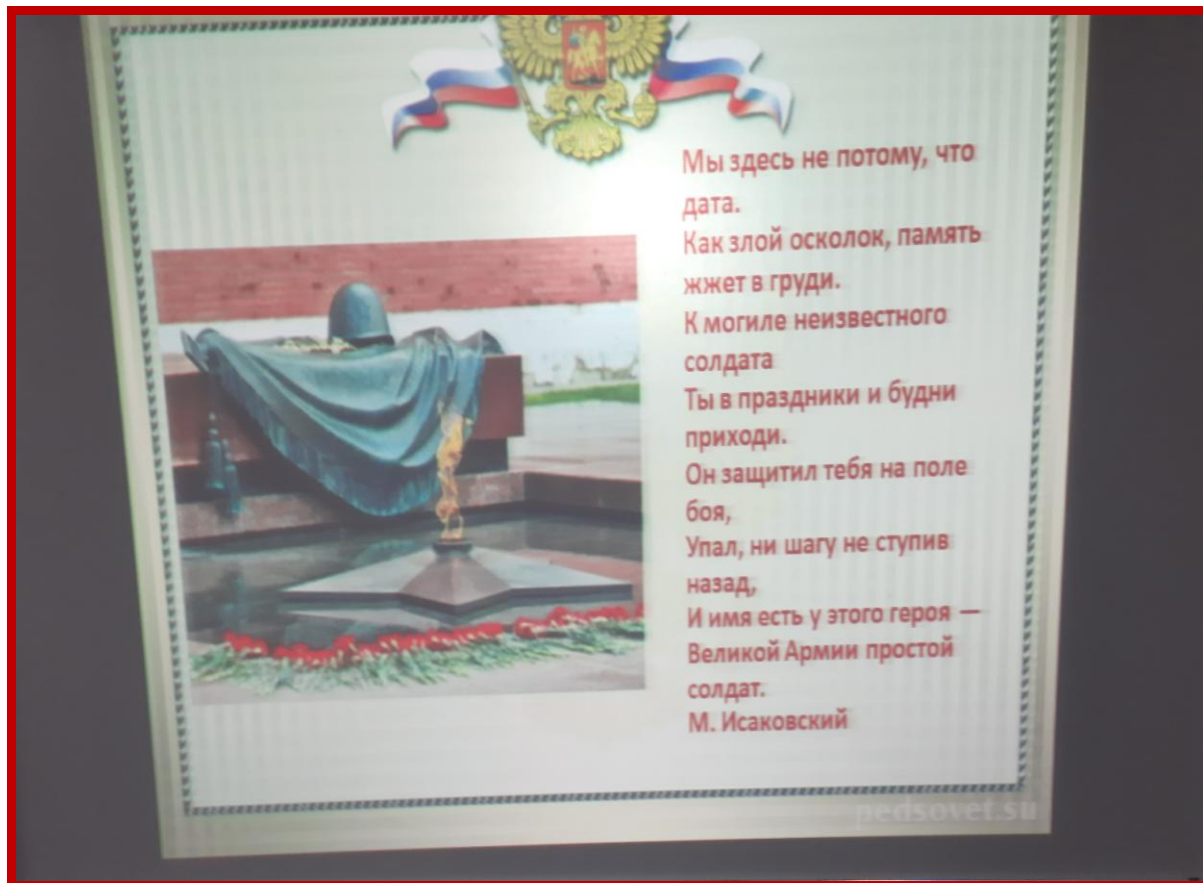 Мы здесь не потому, что
дата.
Как злой осколок, память
жжет в груди.
К могиле неизвестного
солдата
Ты в праздники и будни
приходи.
Он защитил тебя на поле
боя,
Упал, ни шагу не ступив
назад,
И имя есть у этого героя —
Великой Армии простой
солдат.
М. Исаковский
pedsovet.su